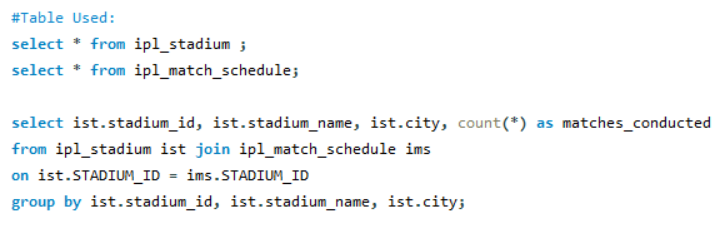 #Table Used:
select * from ipl_stadium ;
select * from ipl_match_schedule;
select ist.stadium_id, ist.stadium_name, ist.city, count(*) as matches_conducted
from ipl_stadium ist join ipl_match_schedule ims
on ist.STADIUM_ID = ims.STADIUM_ID
group by ist.stadium_id, ist.stadium_name, ist.city;